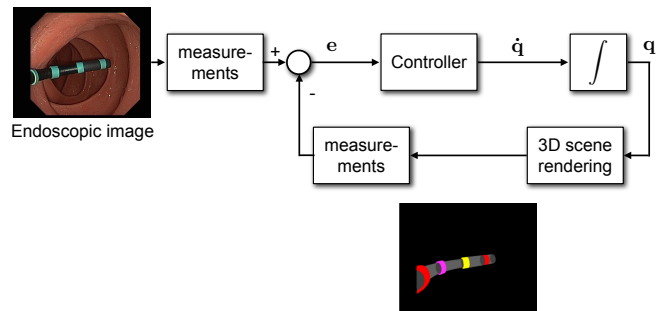 measure-
ments
+
e
Controller
q̇
∫
q
-
Endoscopic image
measure-
ments
3D scene
rendering